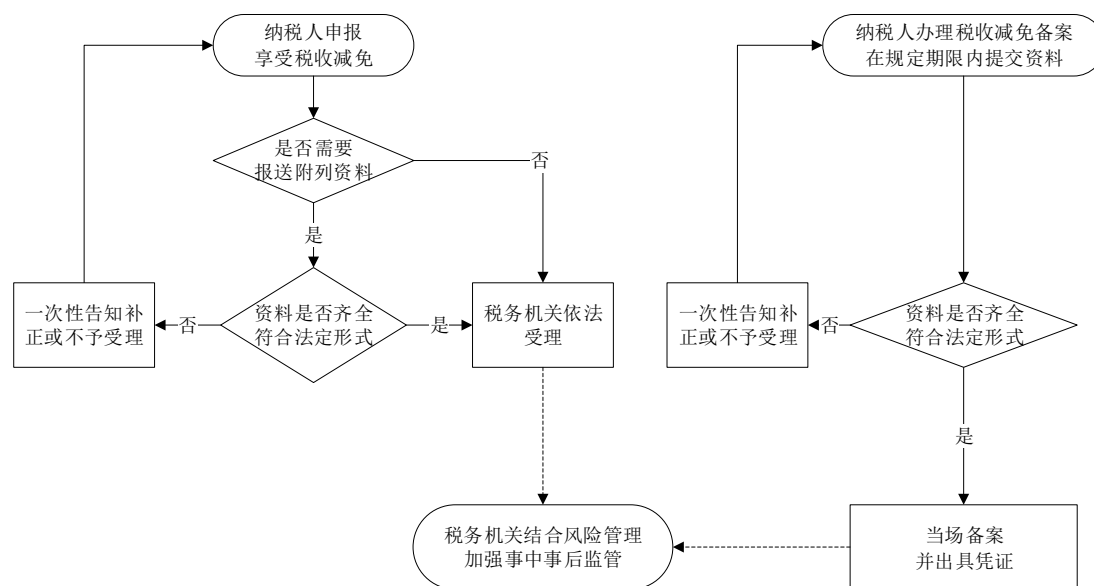 纳税人申报
享受税收减免
是否需要
报送附列资料
否
是
一次性告知补
正或不予受理
否
资料是否齐全
符合法定形式
是
税务机关依法
受理
纳税人办理税收减免备案
在规定期限内提交资料
一次性告知补
正或不予受理
否
资料是否齐全
符合法定形式
是
税务机关结合风险管理
加强事中事后监管
当场备案
并出具凭证